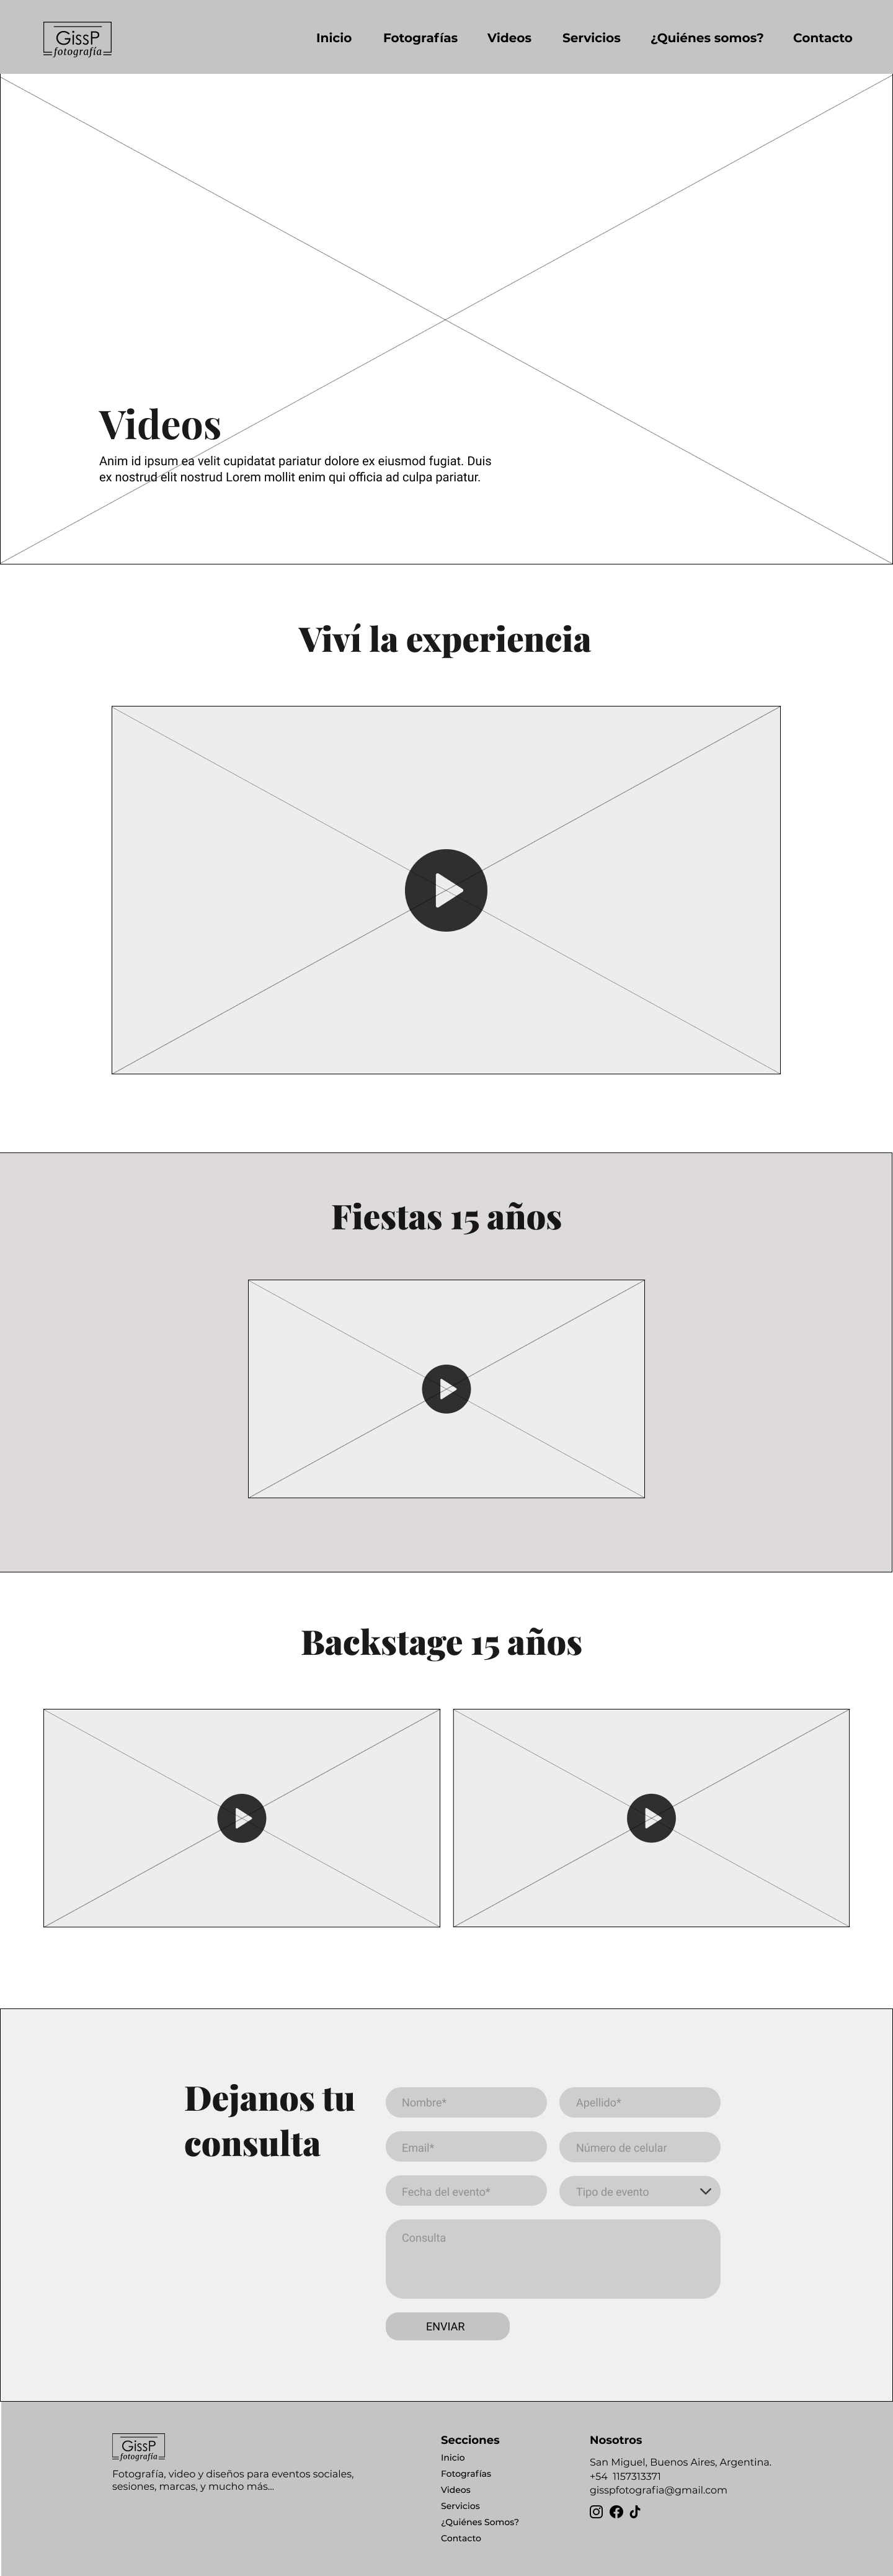 GissP
fotografía
Inicio Fotografías Videos Servicios ¿Quiénes somos? Contacto
Videos
Anim id ipsum ea velit cupidatat pariatur dolore ex eiusmod fugiat. Duis
ex nostrud elit nostrud Lorem mollit enim qui officia ad culpa pariatur.
Viví la experiencia
Fiestas 15 años
Backstage 15 años
Dejanos tu
consulta
Nombre* Apellido*
Email* Número de celular
Fecha del evento* Tipo de evento
Consulta
ENVIAR
GissP
fotografía
Fotografía, video y diseños para eventos sociales,
sesiones, marcas, y mucho más...
Secciones
Inicio
Fotografías
Videos
Servicios
¿Quiénes Somos?
Contacto
Nosotros
San Miguel, Buenos Aires, Argentina.
+54 1157313371
gisspfotografia@gmail.com